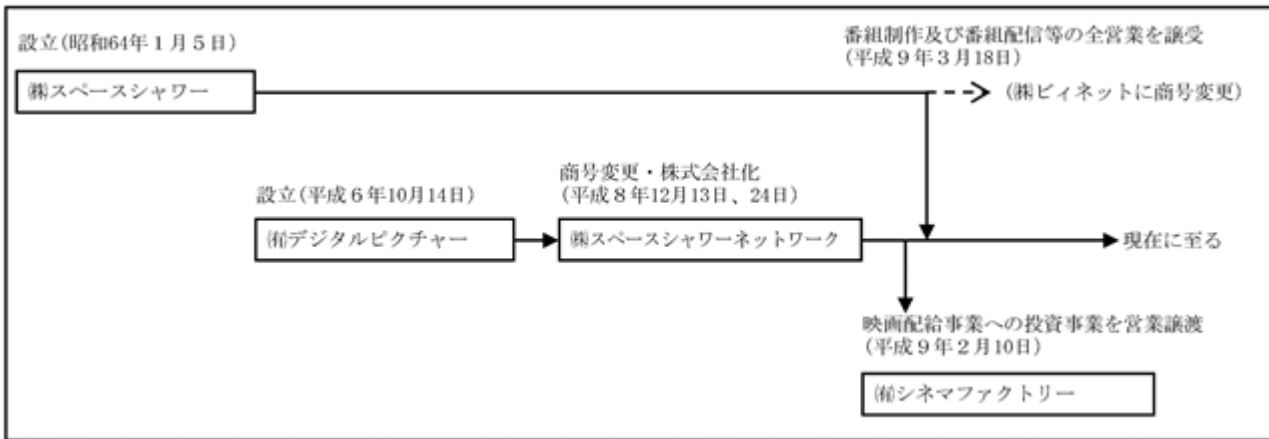 設立(昭和64年1月5日)
㈱スペースシャワー
番組制作及び番組配信等の全営業を譲受
(平成9年3月18日)
(㈱ビィネットに商号変更)
設立(平成6年10月14日)
㈲デジタルピクチャー
商号変更・株式会社化
(平成8年12月13日、24日)
㈱スペースシャワーネットワーク
現在に至る
映画配給事業への投資事業を営業譲渡
(平成9年2月10日)
㈲シネマファクトリー